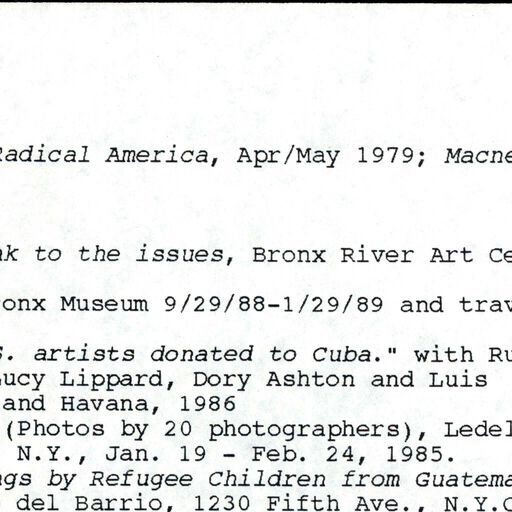 Radical America, Apr/May 1979; Macne
ak to the issues, Bronx River Art Ce
onx Museum 9/29/88-1/29/89 and trav
S. artists donated to Cuba." with Ru
Lucy Lippard, Dory Ashton and Luis
and Havana, 1986
(Photos by 20 photographers), Ledel
N.Y., Jan. 19 - Feb. 24, 1985.
ngs by Refugee Children from Guatema
del Barrio, 1230 Fifth Ave., N.Y.C